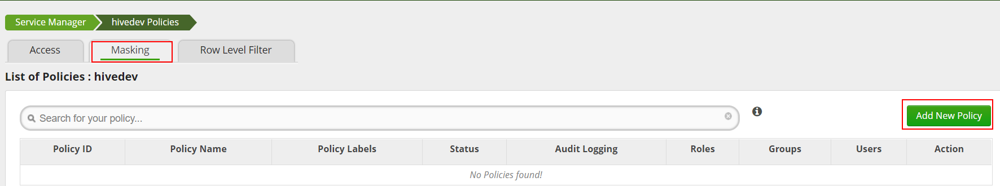 Service Manager hivedev Policies
Access Masking Row Level Filter
List of Policies : hivedev
Search for your policy...
Add New Policy
Policy ID Policy Name Policy Labels Status Audit Logging Roles Groups Users Action
No Policies found!